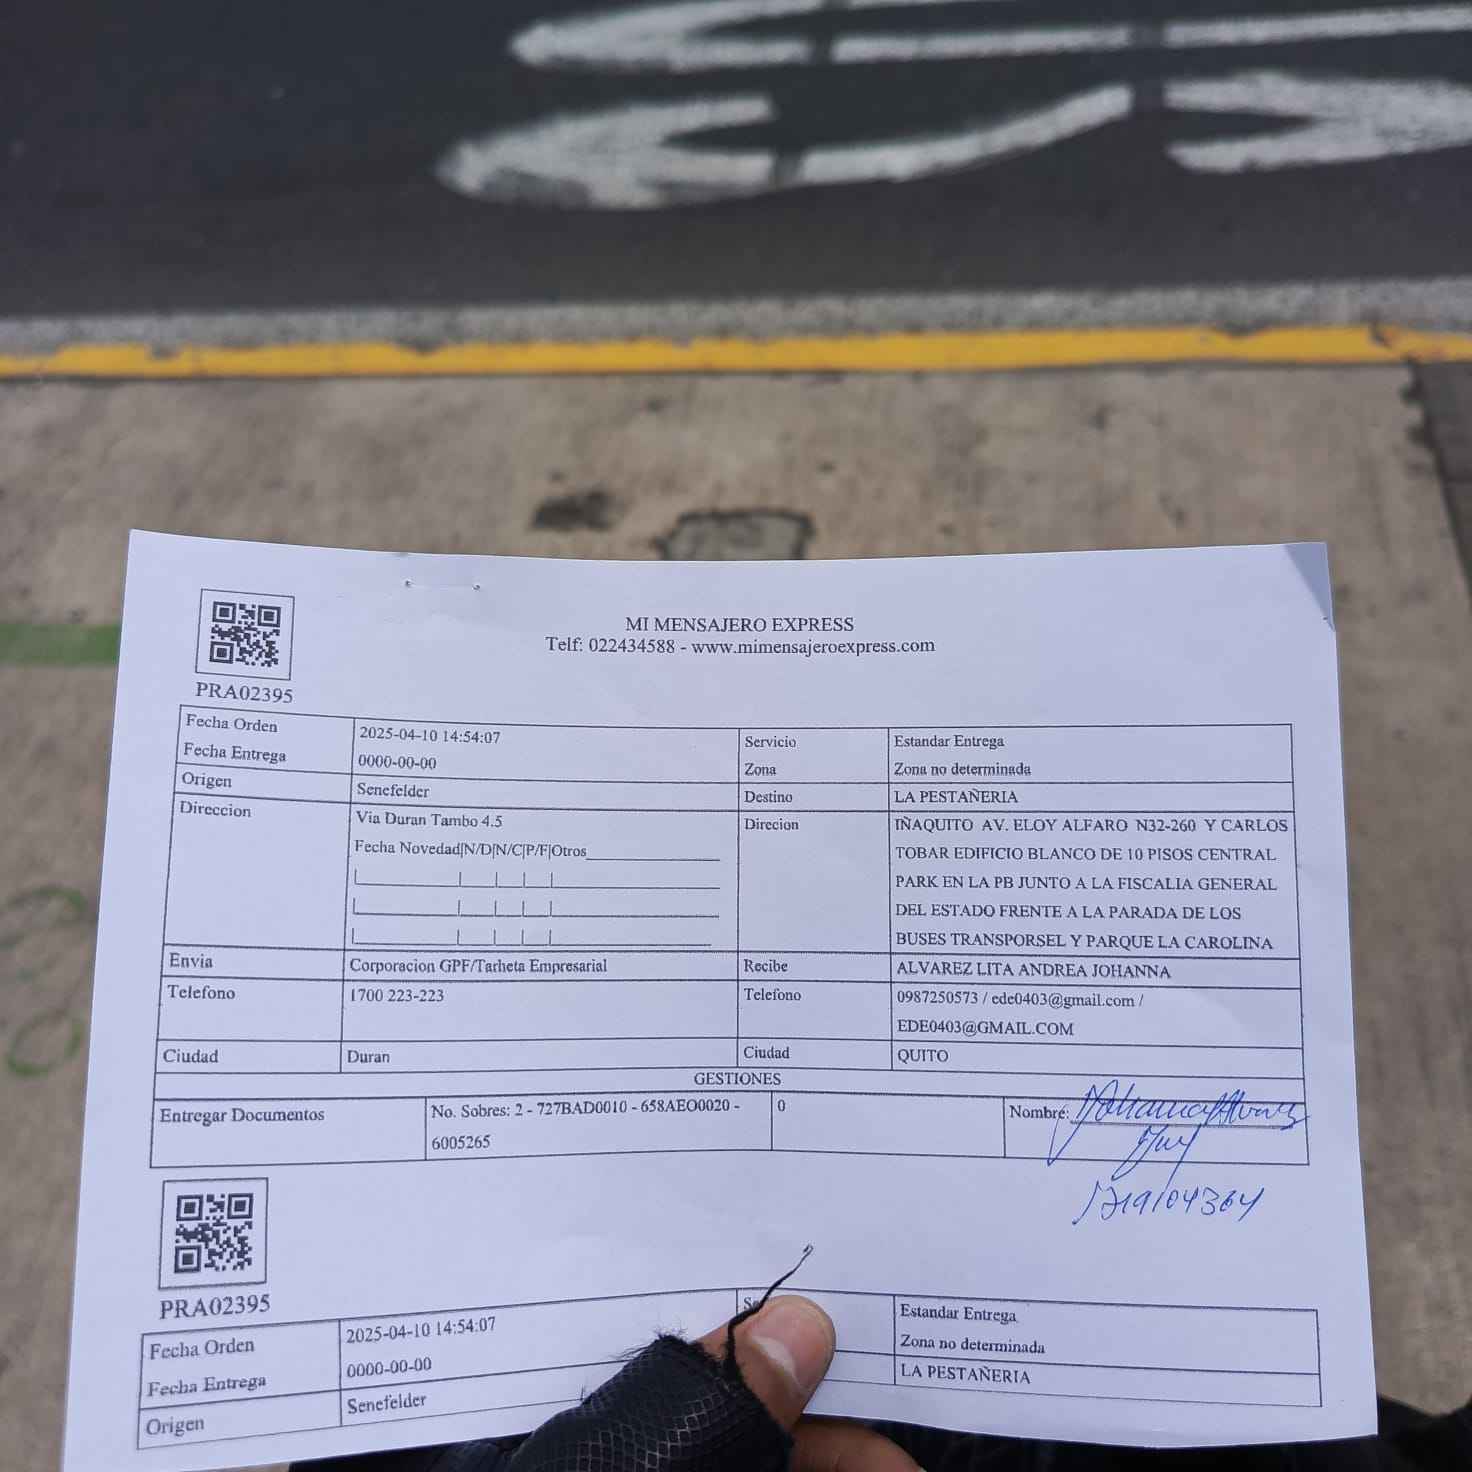 MI MENSAJERO EXPRESS
Telf: 022434588 - www.mimensajeroexpress.com
PRA02395
Fecha Orden 2025-04-10 14:54:07 Servicio Estandar Entrega
Fecha Entrega 0000-00-00 Zona Zona no determinada
Origen Senefelder Destino LA PESTAÑERIA
Direccion Via Duran Tambo 4.5 Direcion IÑAQUITO AV. ELOY ALFARO N32-260 Y CARLOS
Fecha Novedad|N/D|N/C|P/F|Otros TOBAR EDIFICIO BLANCO DE 10 PISOS CENTRAL
PARK EN LA PB JUNTO A LA FISCALIA GENERAL
DEL ESTADO FRENTE A LA PARADA DE LOS
BUSES TRANSPORSEL Y PARQUE LA CAROLINA
Envia Corporacion GPF/Tarheta Empresarial Recibe ALVAREZ LITA ANDREA JOHANNA
Telefono 1700 223-223 Telefono 0987250573 / ede0403@gmail.com /
EDE0403@GMAIL.COM
Ciudad Duran Ciudad QUITO
GESTIONES
Entregar Documentos No. Sobres: 2 - 727BAD0010 - 658AEO0020 - 0 Nombre: Johanna Alvarez
6005265
1719104364
PRA02395
Fecha Orden 2025-04-10 14:54:07 Estandar Entrega
Fecha Entrega 0000-00-00 Zona no determinada
Origen Senefelder LA PESTAÑERIA